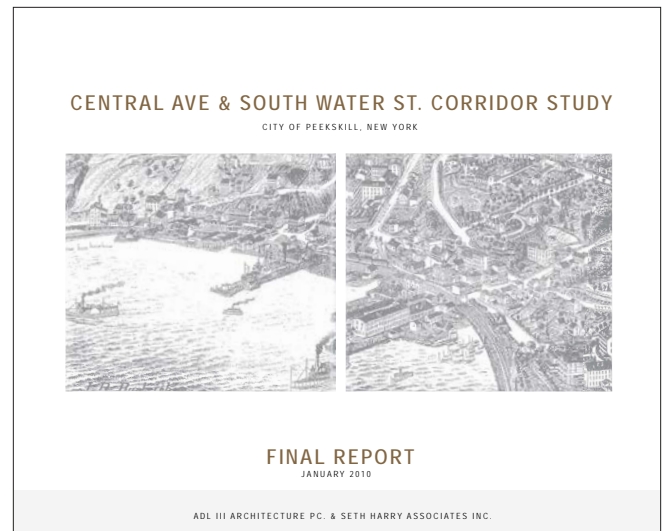 CENTRAL AVE & SOUTH WATER ST. CORRIDOR STUDY
CITY OF PEEKSKILL, NEW YORK
FINAL REPORT
JANUARY 2010
ADL III ARCHITECTURE PC. & SETH HARRY ASSOCIATES INC.